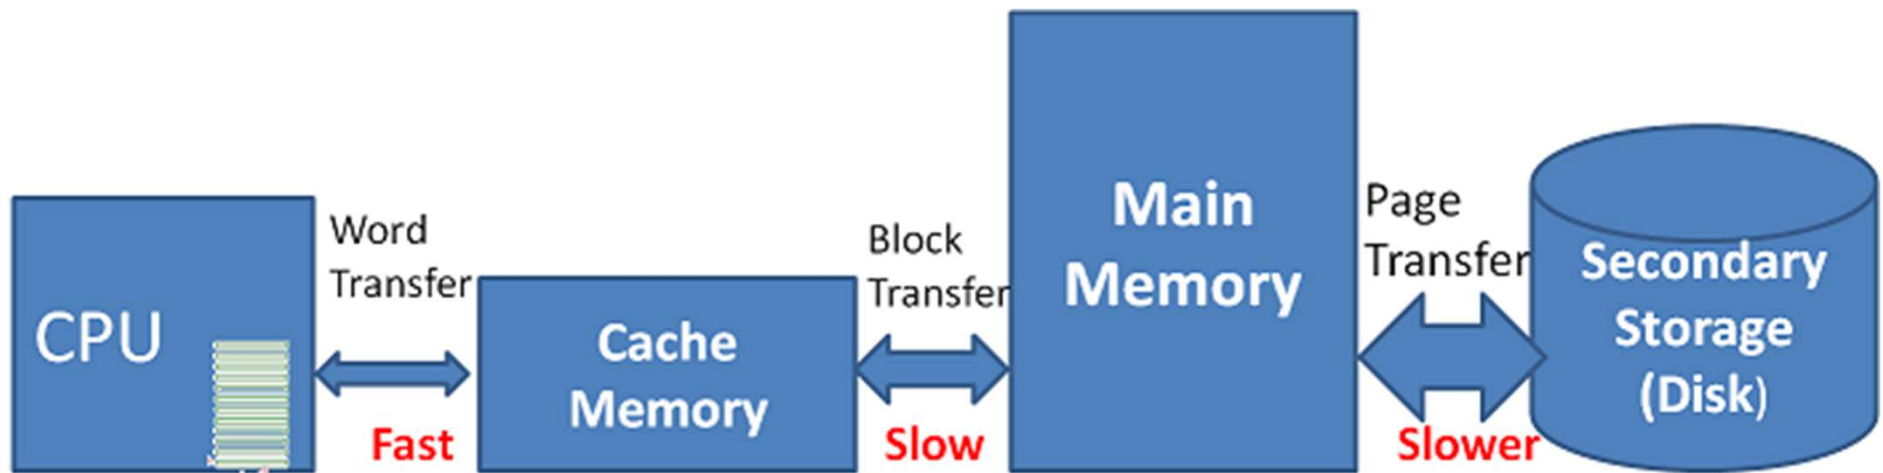 CPU
Word
Transfer
Fast
Cache
Memory
Block
Transfer
Slow
Main
Memory
Page
Transfer
Slower
Secondary
Storage
(Disk)